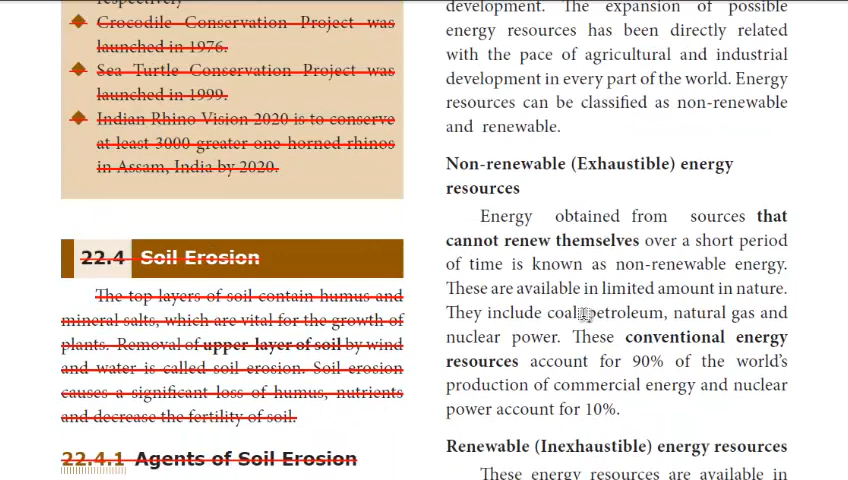 respectively
Crocodile Conservation Project was
launched in 1976.
Sea Turtle Conservation Project was
launched in 1999.
Indian Rhino Vision 2020 is to conserve
at least 3000 greater one horned rhinos
in Assam, India by 2020.
22.4 Soil Erosion
The top layers of soil contain humus and
mineral salts, which are vital for the growth of
plants. Removal of upper layer of soil by wind
and water is called soil erosion. Soil erosion
causes a significant loss of humus, nutrients
and decrease the fertility of soil.
22.4.1 Agents of Soil Erosion
development. The expansion of possible
energy resources has been directly related
with the pace of agricultural and industrial
development in every part of the world. Energy
resources can be classified as non-renewable
and renewable.
Non-renewable (Exhaustible) energy
resources
Energy obtained from sources that
cannot renew themselves over a short period
of time is known as non-renewable energy.
These are available in limited amount in nature.
They include coal petroleum, natural gas and
nuclear power. These conventional energy
resources account for 90% of the world's
production of commercial energy and nuclear
power account for 10%.
Renewable (Inexhaustible) energy resources
These energy resources are available in